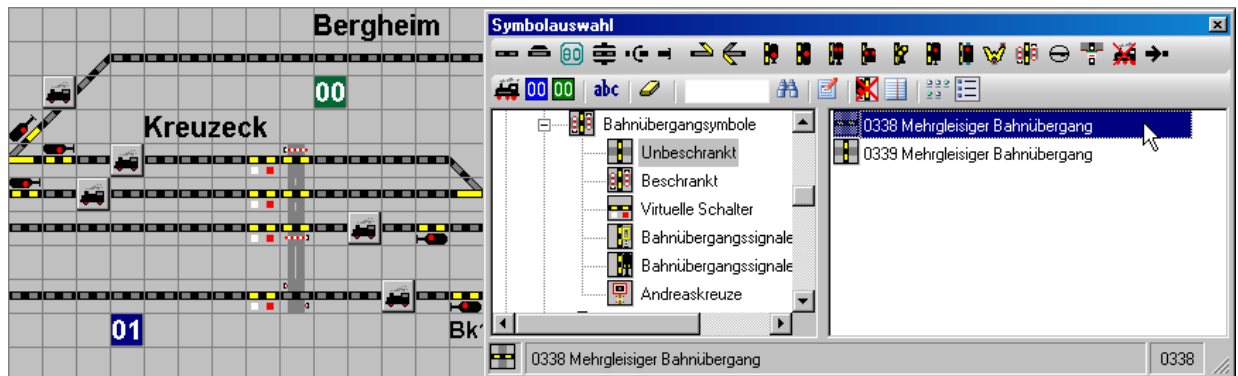 Bergheim
00
Kreuzeck
01
Symbolauswahl
80
00 00 abc
Bahnübergangsymbole
Unbeschrankt
Beschrankt
Virtuelle Schalter
Bahnübergangssignale
Bahnübergangssignale
Andreaskreuze
0338 Mehrgleisiger Bahnübergang
0339 Mehrgleisiger Bahnübergang
0338 Mehrgleisiger Bahnübergang
0338